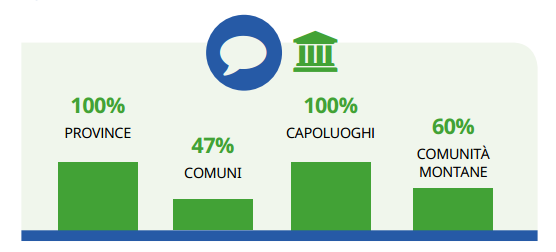 100%
PROVINCE
47%
COMUNI
100%
CAPOLUOGHI
60%
COMUNITÀ
MONTANE